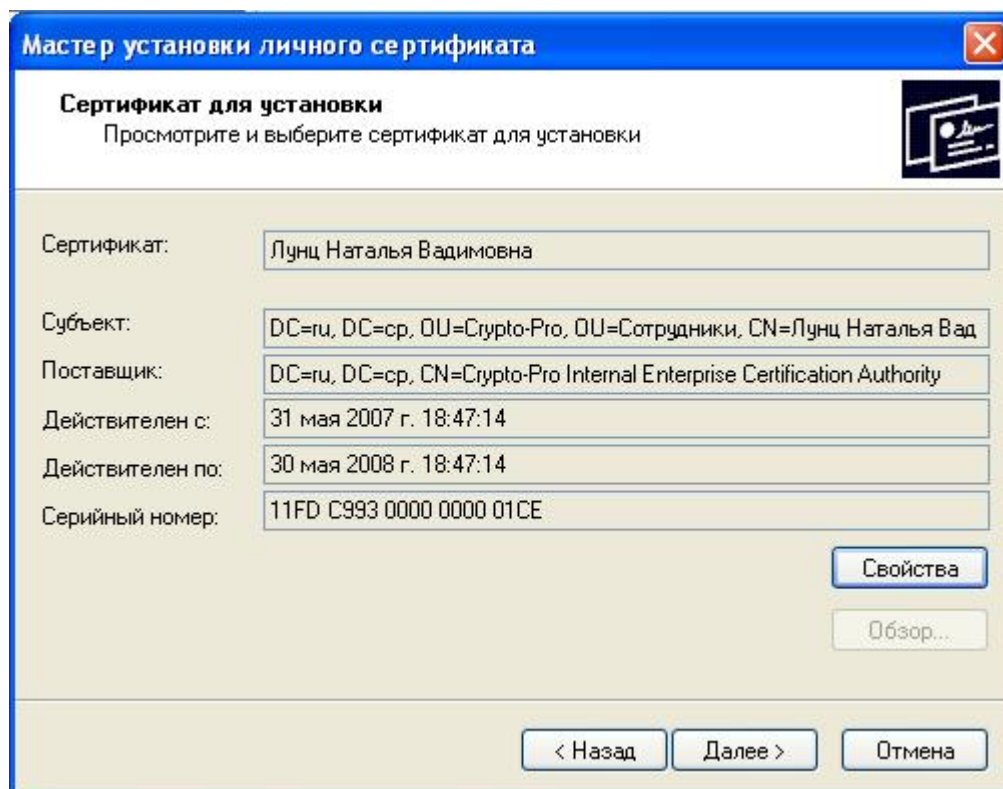 Мастер установки личного сертификата
Сертификат для установки
Просмотрите и выберите сертификат для установки
Сертификат: Лунц Наталья Вадимовна
Субъект: DC=ru, DC=cp, OU=Crypto-Pro, OU=Сотрудники, CN=Лунц Наталья Вад
Поставщик: DC=ru, DC=cp, CN=Crypto-Pro Internal Enterprise Certification Authority
Действителен с: 31 мая 2007 г. 18:47:14
Действителен по: 30 мая 2008 г. 18:47:14
Серийный номер: 11FD C993 0000 0000 01CE
Свойства
Обзор...
< Назад Далее > Отмена